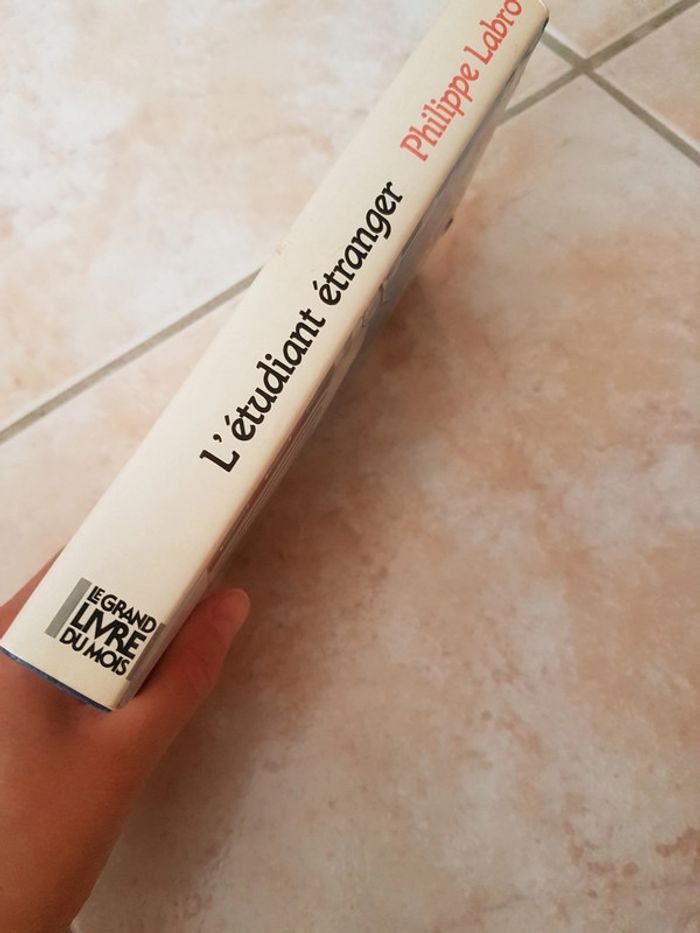 Philippe Labro
L'étudiant étranger
LE GRAND
LIVRE
DU MOIS